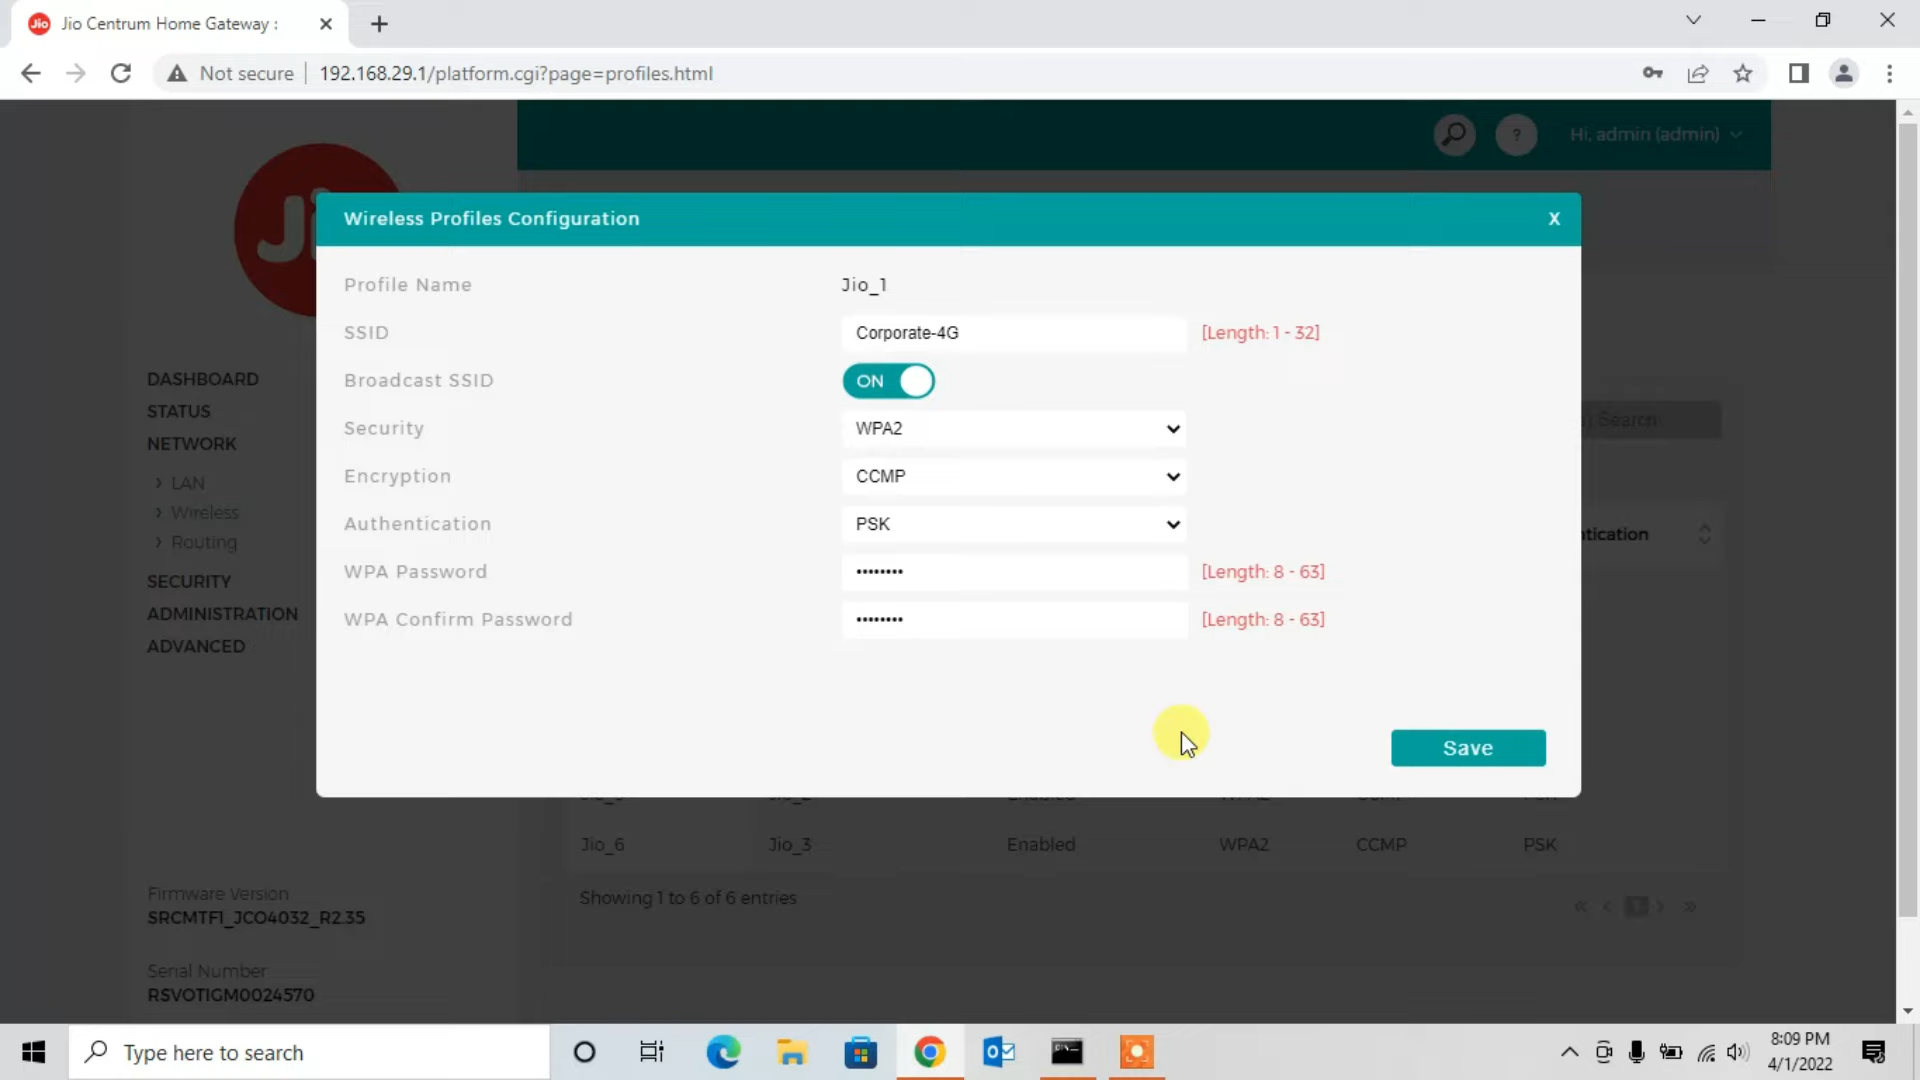 Jio Centrum Home Gateway :
Not secure
192.168.29.1/platform.cgi?page=profiles.html
?
Hi, admin (admin)
Wireless Profiles Configuration
X
Profile Name
Jio_1
SSID
Corporate-4G
[Length: 1 - 32]
Broadcast SSID
ON
Security
WPA2
Encryption
CCMP
Authentication
PSK
WPA Password
••••••••
[Length: 8 - 63]
WPA Confirm Password
••••••••
[Length: 8 - 63]
Save
DASHBOARD
STATUS
NETWORK
LAN
Wireless
Routing
SECURITY
ADMINISTRATION
ADVANCED
Search
Jio_6
Jio_3
Enabled
WPA2
CCMP
PSK
Showing 1 to 6 of 6 entries
« < 1 > »
Firmware Version
SRCMTF1_JCO4032_R2.35
Serial Number
RSVOTIGM0024570
Type here to search
8:09 PM
4/1/2022